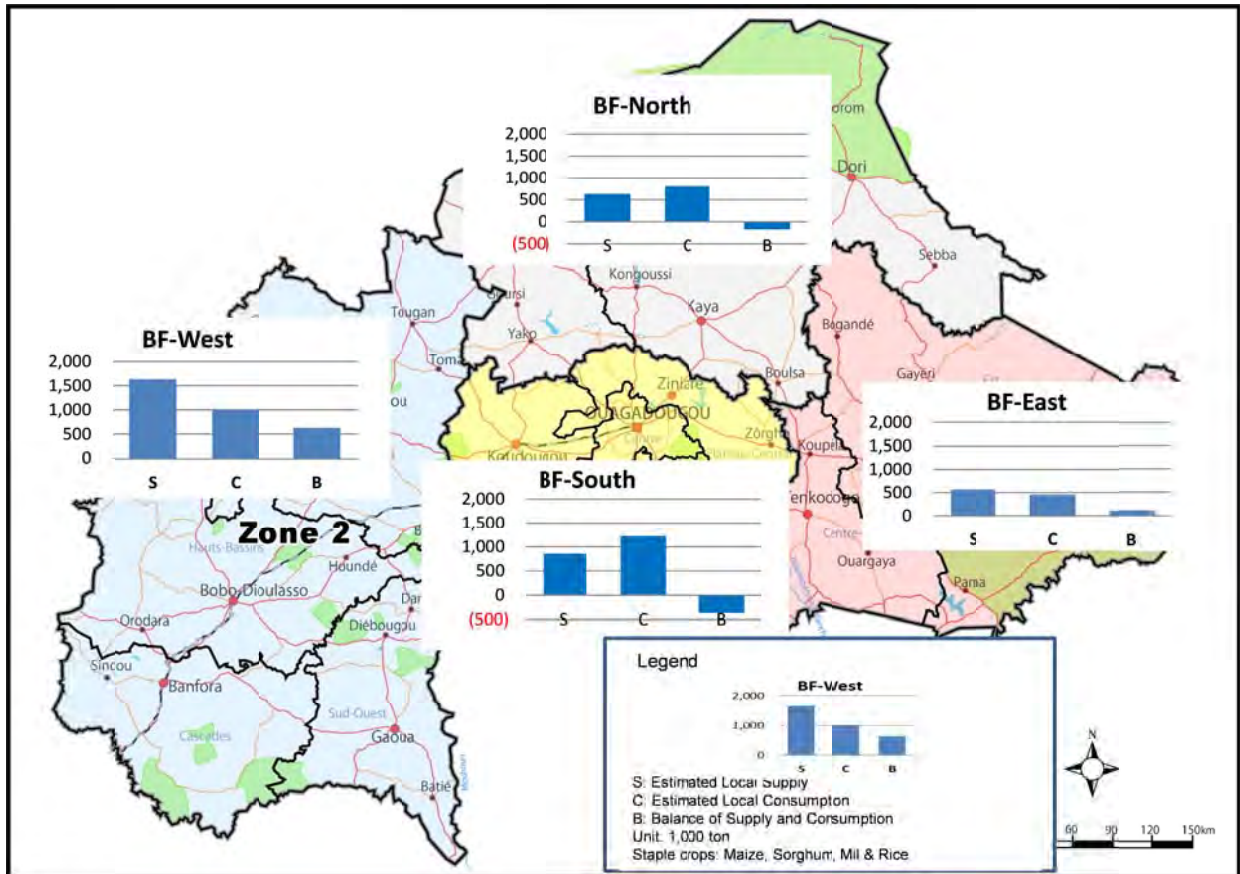 BF-North
2,000
1,500
1,000
500
0
(500)
S C B
Dori
Sebba
Kongoussi
Kaya
Tougan
Yako
Bogandé
Boulsa
Gayéri
BF-West
2,000
1,500
1,000
500
0
S C B
Ziniaré
OUAGADOUGOU
Centre
Zorgho
Koupéla
Koudougou
BF-East
2,000
1,500
1,000
500
0
S C B
BF-South
2,000
1,500
1,000
500
0
(500)
S C B
Tenkodogo
Ouargaya
Pama
Zone 2
Hauts-Bassins
Houndé
Bobo-Dioulasso
Orodara
Diébougou
Sincou
Banfora
Sud-Ouest
Cascades
Gaoua
Batié
Legend
BF-West
2,000
1,000
0
S C B
S: Estimated Local Supply
C: Estimated Local Consumpton
B: Balance of Supply and Consumption
Unit: 1,000 ton
Staple crops: Maize, Sorghum, Mil & Rice
N
60 90 120 150km